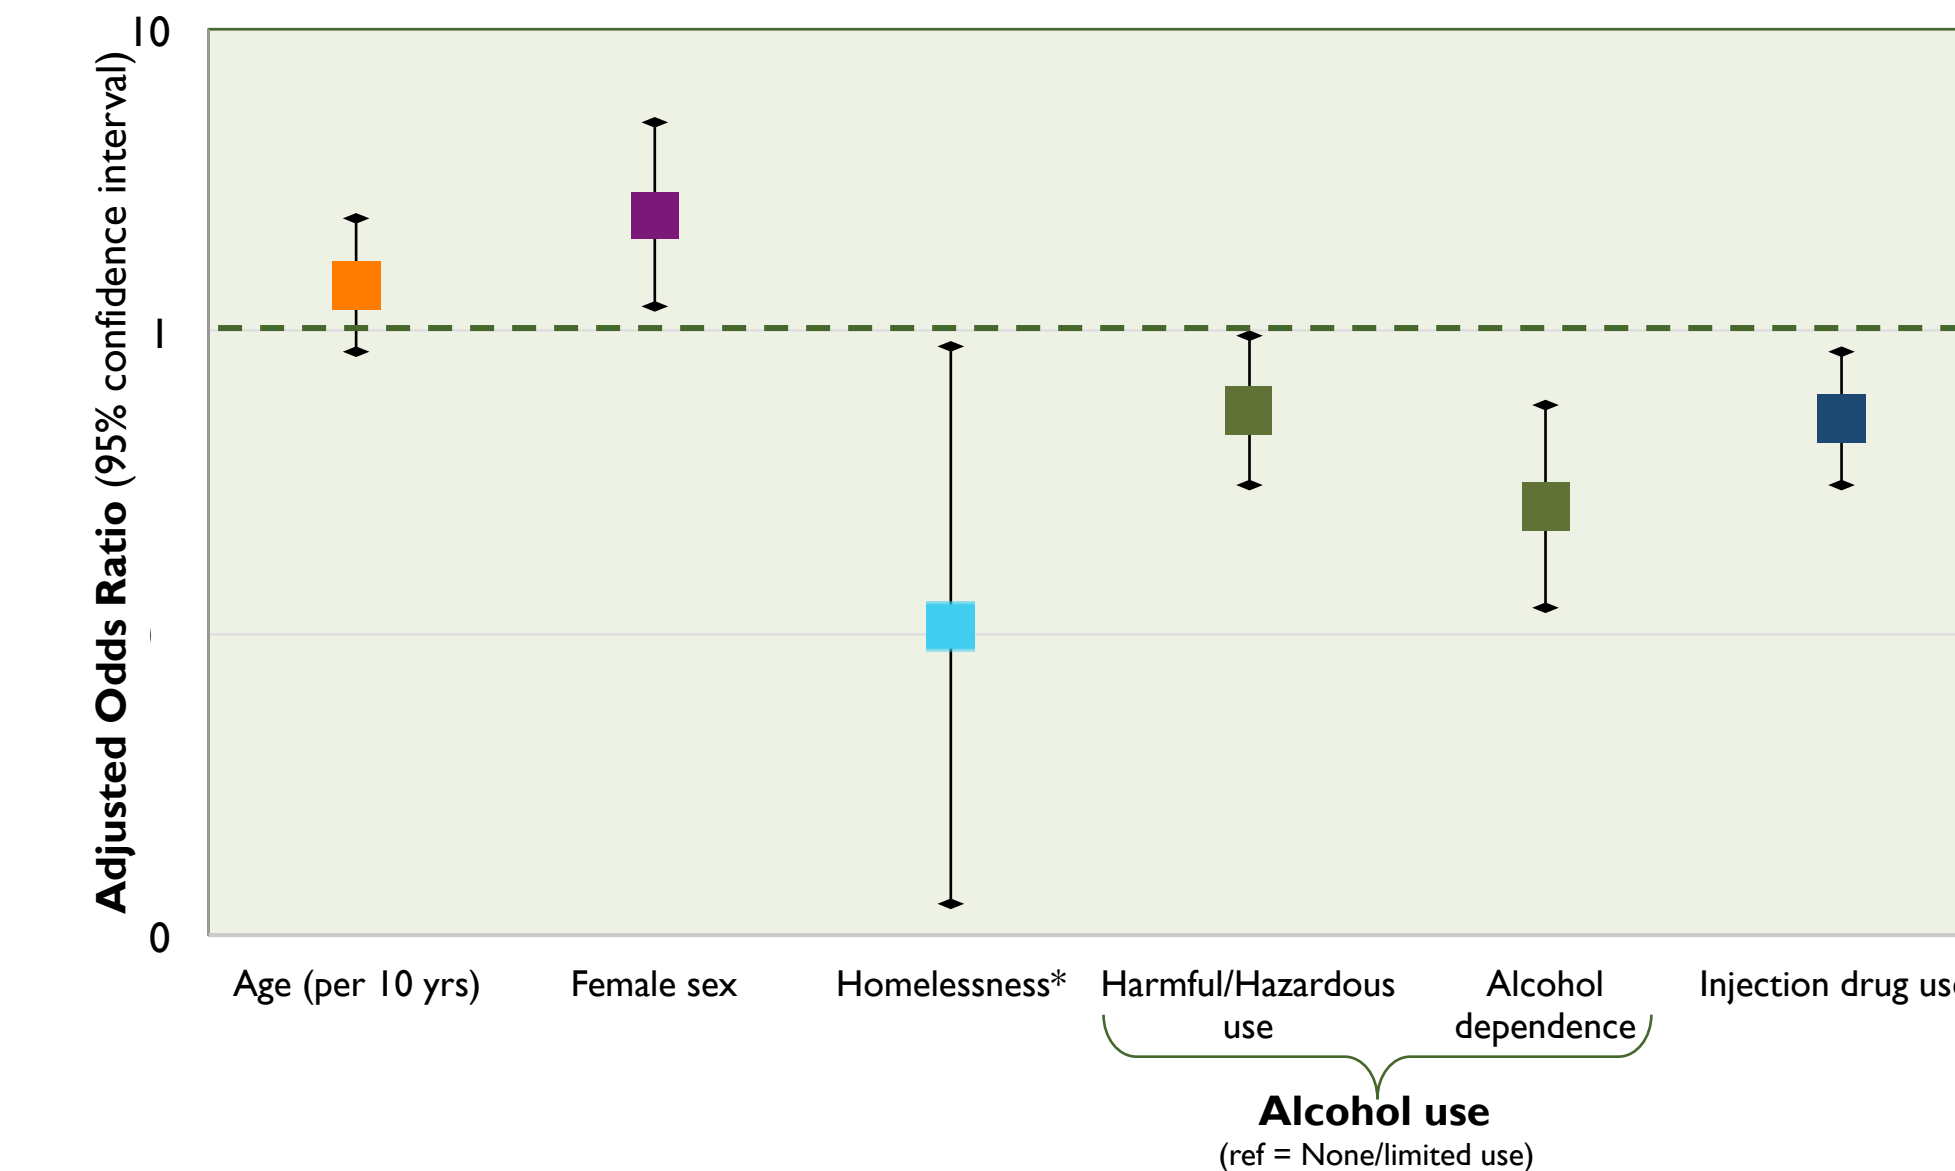 10
Adjusted Odds Ratio (95% confidence interval)
1
0
Age (per 10 yrs)
Female sex
Homelessness*
Harmful/Hazardous
use
Alcohol
dependence
Injection drug use
Alcohol use
(ref = None/limited use)